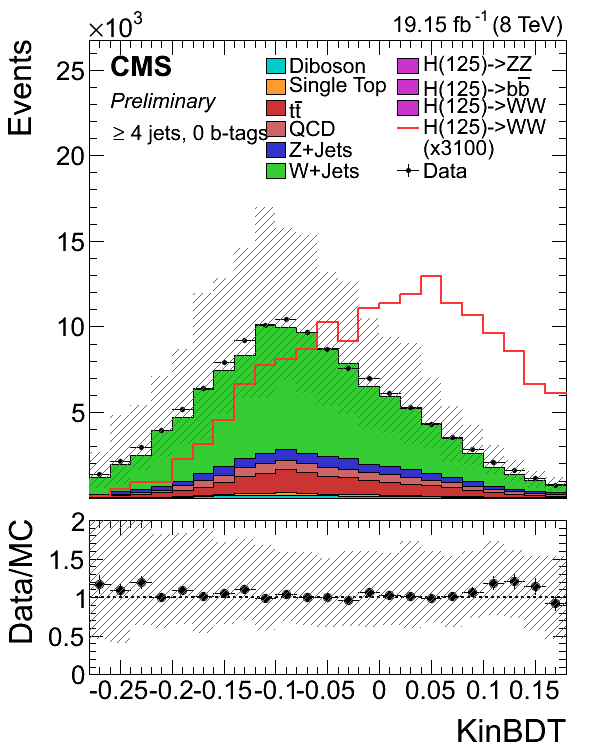 ×10³ 19.15 fb⁻¹ (8 TeV)
Events
CMS
Preliminary
≥ 4 jets, 0 b-tags
Diboson
Single Top
tt̅
QCD
Z+Jets
W+Jets
H(125)->ZZ
H(125)->bb̅
H(125)->WW
H(125)->WW
(x3100)
Data
25
20
15
10
5
Data/MC
2
1.5
1
0.5
0
-0.25 -0.2 -0.15 -0.1 -0.05 0 0.05 0.1 0.15
KinBDT